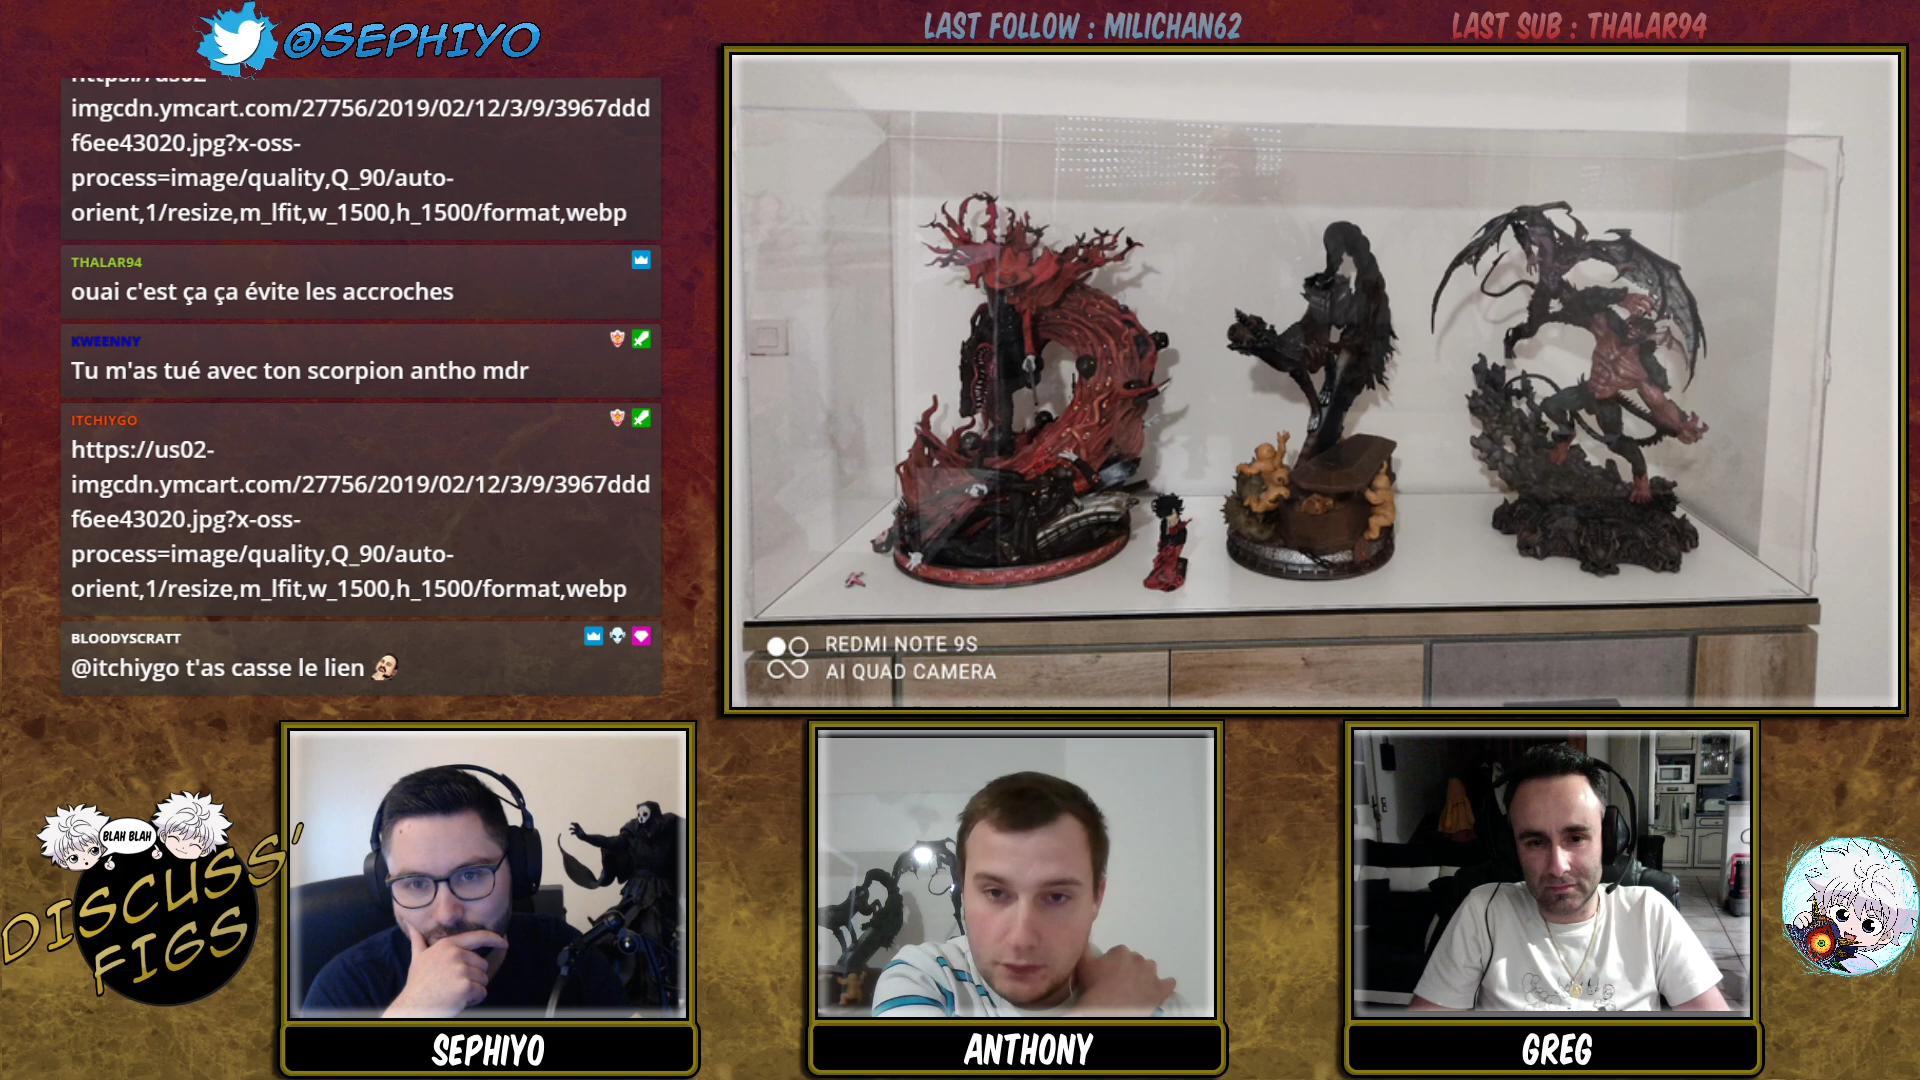 @SEPHIYO
LAST FOLLOW : MILICHAN62
LAST SUB : THALAR94
imgcdn.ymcart.com/27756/2019/02/12/3/9/3967ddd
f6ee43020.jpg?x-oss-
process=image/quality,Q_90/auto-
orient,1/resize,m_lfit,w_1500,h_1500/format,webp
THALAR94
ouai c'est ça ça évite les accroches
KWEENNY
Tu m'as tué avec ton scorpion antho mdr
ITCHIYGO
https://us02-
imgcdn.ymcart.com/27756/2019/02/12/3/9/3967ddd
f6ee43020.jpg?x-oss-
process=image/quality,Q_90/auto-
orient,1/resize,m_lfit,w_1500,h_1500/format,webp
BLOODYSCRATT
@itchiygo t'as casse le lien
REDMI NOTE 9S
AI QUAD CAMERA
BLAH BLAH
DISCUSS'
FIGS
SEPHIYO
ANTHONY
GREG